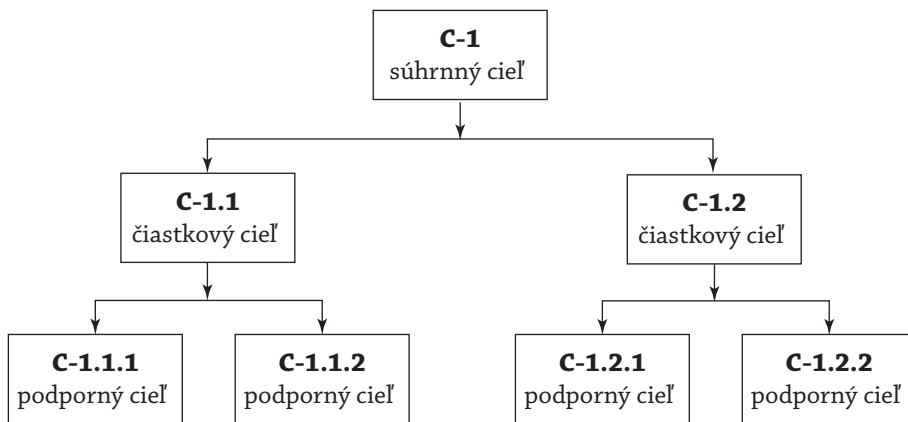 C-1
súhrnný cieľ
C-1.1
čiastkový cieľ
C-1.2
čiastkový cieľ
C-1.1.1
podporný cieľ
C-1.1.2
podporný cieľ
C-1.2.1
podporný cieľ
C-1.2.2
podporný cieľ